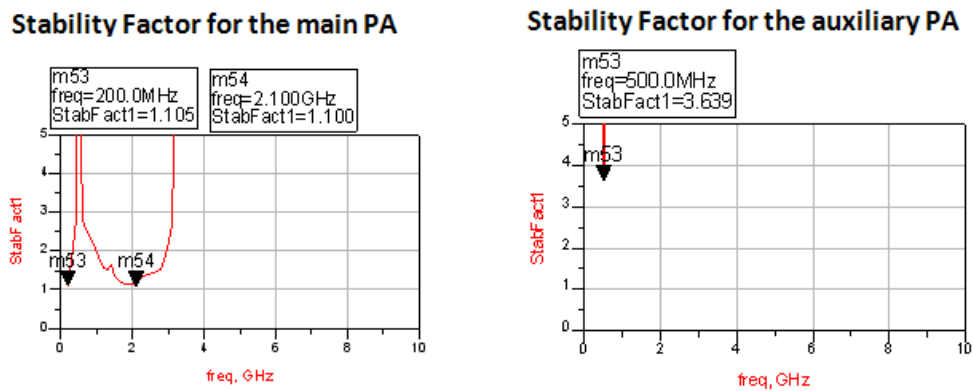 Stability Factor for the main PA
m53
freq=200.0MHz
StabFact1=1.105
m54
freq=2.100GHz
StabFact1=1.100
5
4
3
2
1
0
StabFact1
m53
m54
0
2
4
6
8
10
freq, GHz
Stability Factor for the auxiliary PA
m53
freq=500.0MHz
StabFact1=3.639
5
4
3
2
1
0
StabFact1
m53
0
2
4
6
8
10
freq, GHz